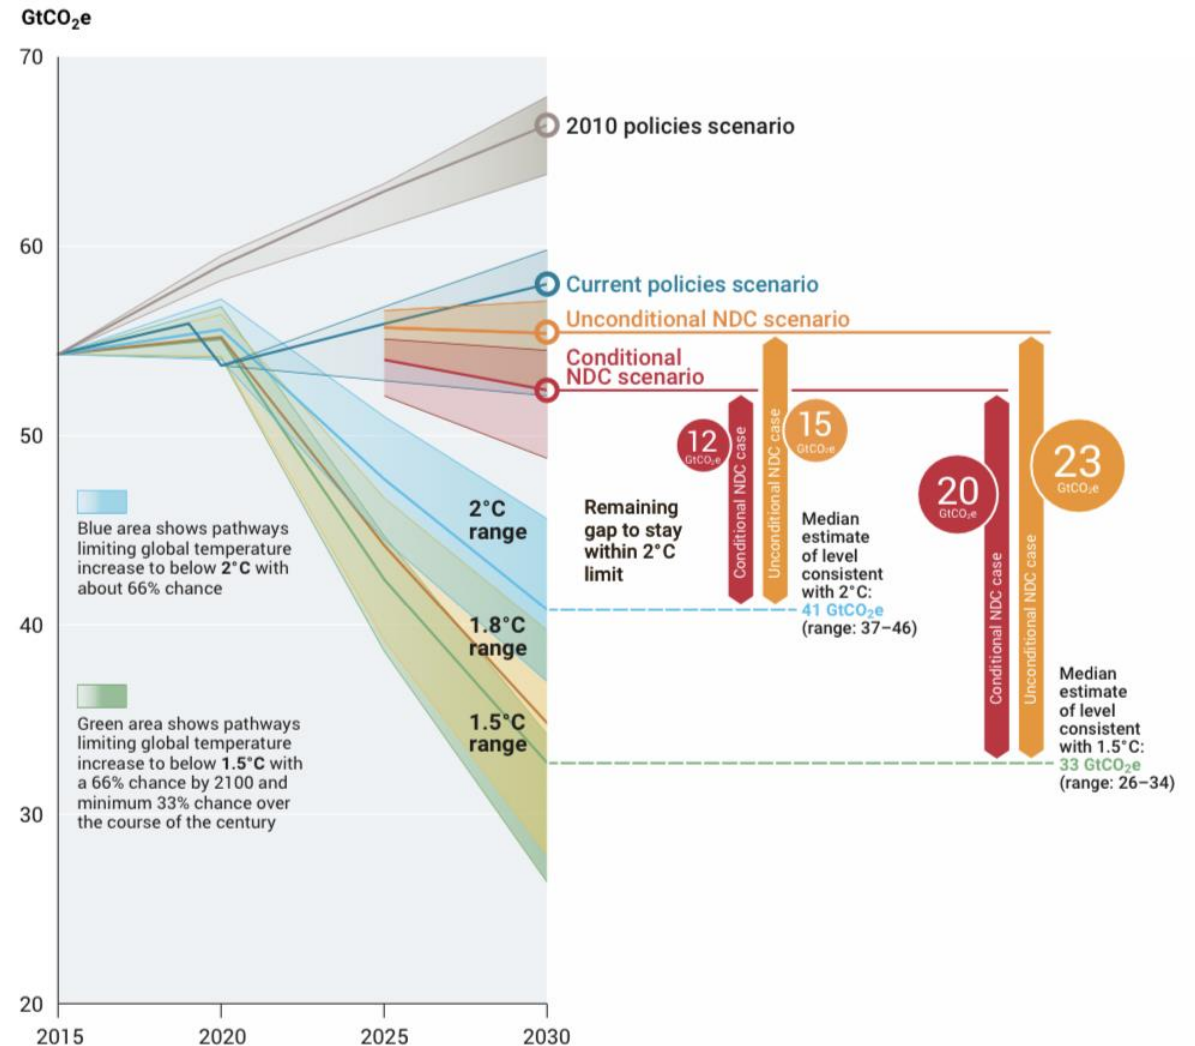 GtCO₂e
70
60
50
40
30
20
2015
2020
2025
2030
2010 policies scenario
Current policies scenario
Unconditional NDC scenario
Conditional
NDC scenario
2°C
range
1.8°C
range
1.5°C
range
Blue area shows pathways
limiting global temperature
increase to below 2°C with
about 66% chance
Green area shows pathways
limiting global temperature
increase to below 1.5°C with
a 66% chance by 2100 and
minimum 33% chance over
the course of the century
Remaining
gap to stay
within 2°C
limit
12
GtCO₂e
Conditional NDC case
Unconditional NDC case
15
GtCO₂e
Median
estimate
of level
consistent
with 2°C:
41 GtCO₂e
(range: 37–46)
20
GtCO₂e
Conditional NDC case
Unconditional NDC case
23
GtCO₂e
Median
estimate
of level
consistent
with 1.5°C:
33 GtCO₂e
(range: 26–34)